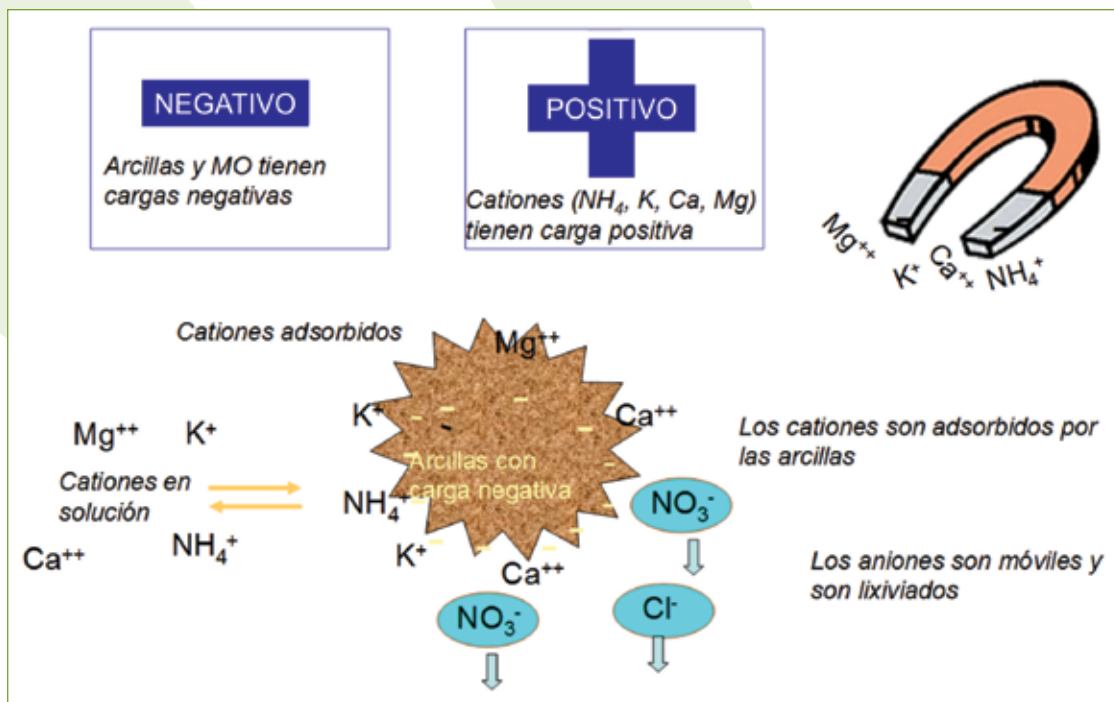 NEGATIVO
Arcillas y MO tienen
cargas negativas
POSITIVO
Cationes (NH₄, K, Ca, Mg)
tienen carga positiva
Mg⁺⁺
K⁺
Ca⁺⁺
NH₄⁺
Cationes adsorbidos
Mg⁺⁺
K⁺
Ca⁺⁺
Mg⁺⁺ K⁺
Arcillas con
carga negativa
Los cationes son adsorbidos por
las arcillas
Cationes en
solución
NH₄⁺
NO₃⁻
Ca⁺⁺
NH₄⁺
K⁺
Ca⁺⁺
Los aniones son móviles y
son lixiviados
NO₃⁻
Cl⁻